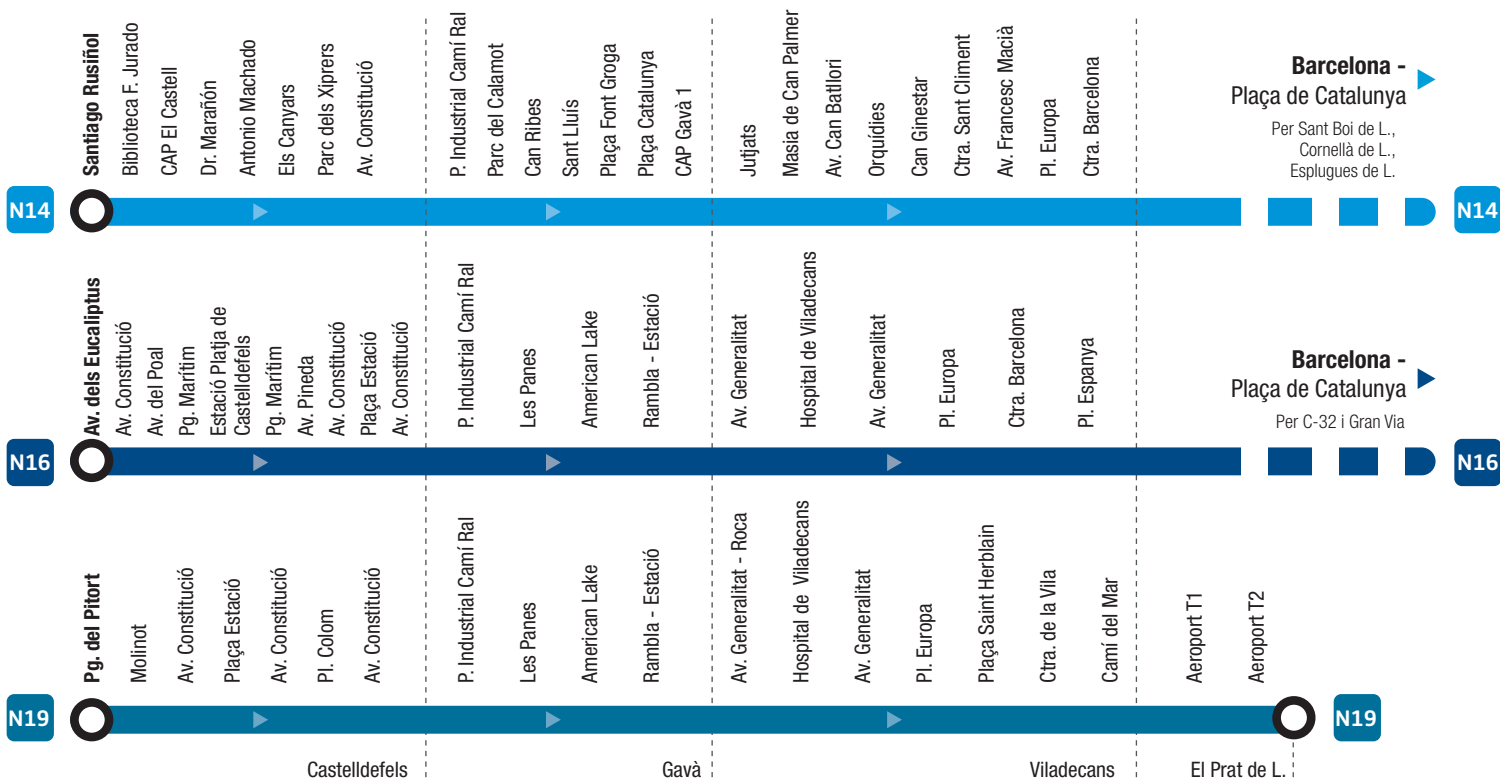 Santiago Rusiñol
Biblioteca F. Jurado
CAP El Castell
Dr. Marañón
Antonio Machado
Els Canyars
Parc dels Xiprers
Av. Constitució
P. Industrial Camí Ral
Parc del Calamot
Can Ribes
Sant Lluís
Plaça Font Groga
Plaça Catalunya
CAP Gavà 1
Jutjats
Masia de Can Palmer
Av. Can Batllori
Orquídies
Can Ginestar
Ctra. Sant Climent
Av. Francesc Macià
Pl. Europa
Ctra. Barcelona
Barcelona -
Plaça de Catalunya
Per Sant Boi de L.,
Cornellà de L.,
Esplugues de L.
N14
N14
Av. dels Eucaliptus
Av. Constitució
Av. del Poal
Pg. Marítim
Estació Platja de
Castelldefels
Pg. Marítim
Av. Pineda
Av. Constitució
Plaça Estació
Av. Constitució
P. Industrial Camí Ral
Les Panes
American Lake
Rambla - Estació
Av. Generalitat
Hospital de Viladecans
Av. Generalitat
Pl. Europa
Ctra. Barcelona
Pl. Espanya
Barcelona -
Plaça de Catalunya
Per C-32 i Gran Via
N16
N16
Pg. del Pitort
Molinot
Av. Constitució
Plaça Estació
Av. Constitució
Pl. Colom
Av. Constitució
P. Industrial Camí Ral
Les Panes
American Lake
Rambla - Estació
Av. Generalitat - Roca
Hospital de Viladecans
Av. Generalitat
Pl. Europa
Plaça Saint Herblain
Ctra. de la Vila
Camí del Mar
Aeroport T1
Aeroport T2
N19
N19
Castelldefels
Gavà
Viladecans
El Prat de L.